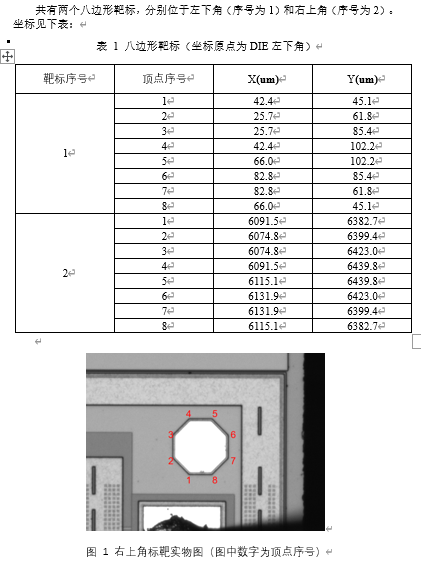 共有两个八边形靶标，分别位于左下角（序号为 1）和右上角（序号为 2）。
坐标见下表：
表 1 八边形靶标（坐标原点为 DIE 左下角）
靶标序号 顶点序号 X(um) Y(um)
1
1 42.4 45.1
2 25.7 61.8
3 25.7 85.4
4 42.4 102.2
5 66.0 102.2
6 82.8 85.4
7 82.8 61.8
8 66.0 45.1
2
1 6091.5 6382.7
2 6074.8 6399.4
3 6074.8 6423.0
4 6091.5 6439.8
5 6115.1 6439.8
6 6131.9 6423.0
7 6131.9 6399.4
8 6115.1 6382.7
4 5
3 6
2 7
1 8
图 1 右上角标靶实物图（图中数字为顶点序号）